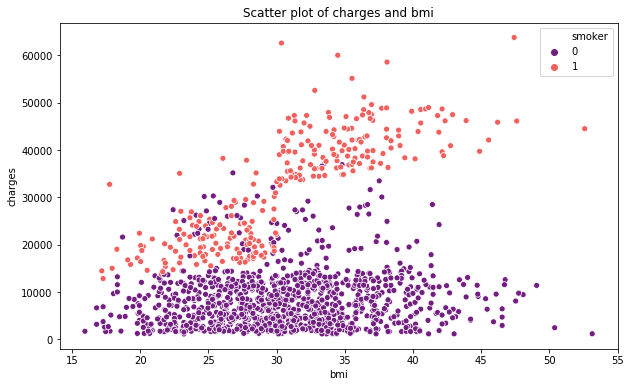 Scatter plot of charges and bmi
smoker
0
1
60000
50000
40000
30000
20000
10000
0
charges
15 20 25 30 35 40 45 50 55
bmi